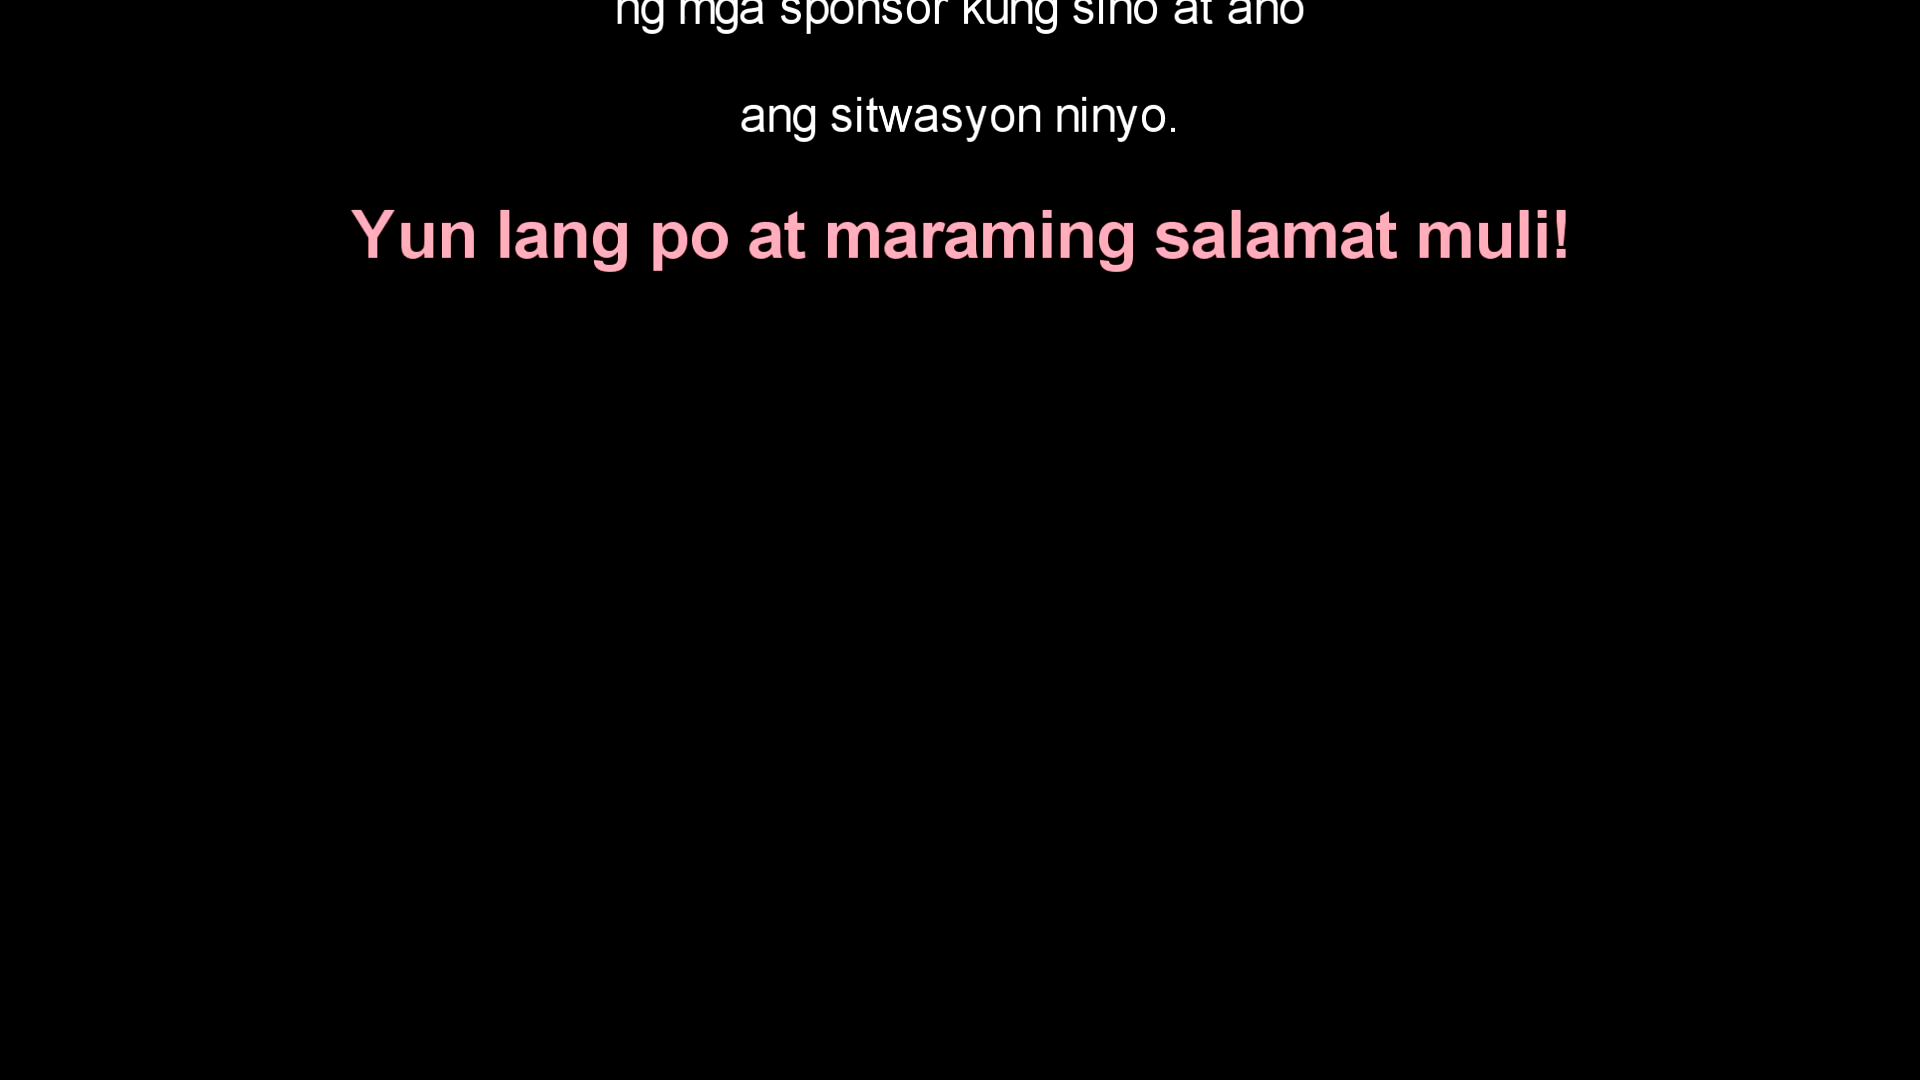 ng mga sponsor kung sino at ano
ang sitwasyon ninyo.
Yun lang po at maraming salamat muli!